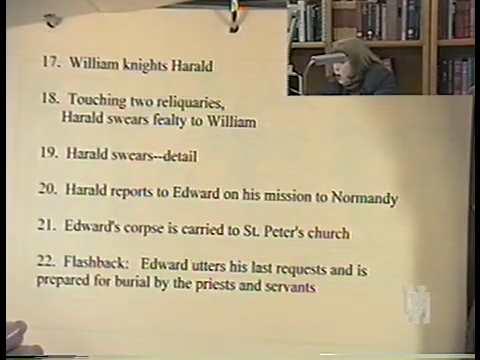 17. William knights Harald
18. Touching two reliquaries,
Harald swears fealty to William
19. Harald swears--detail
20. Harald reports to Edward on his mission to Normandy
21. Edward's corpse is carried to St. Peter's church
22. Flashback: Edward utters his last requests and is
prepared for burial by the priests and servants